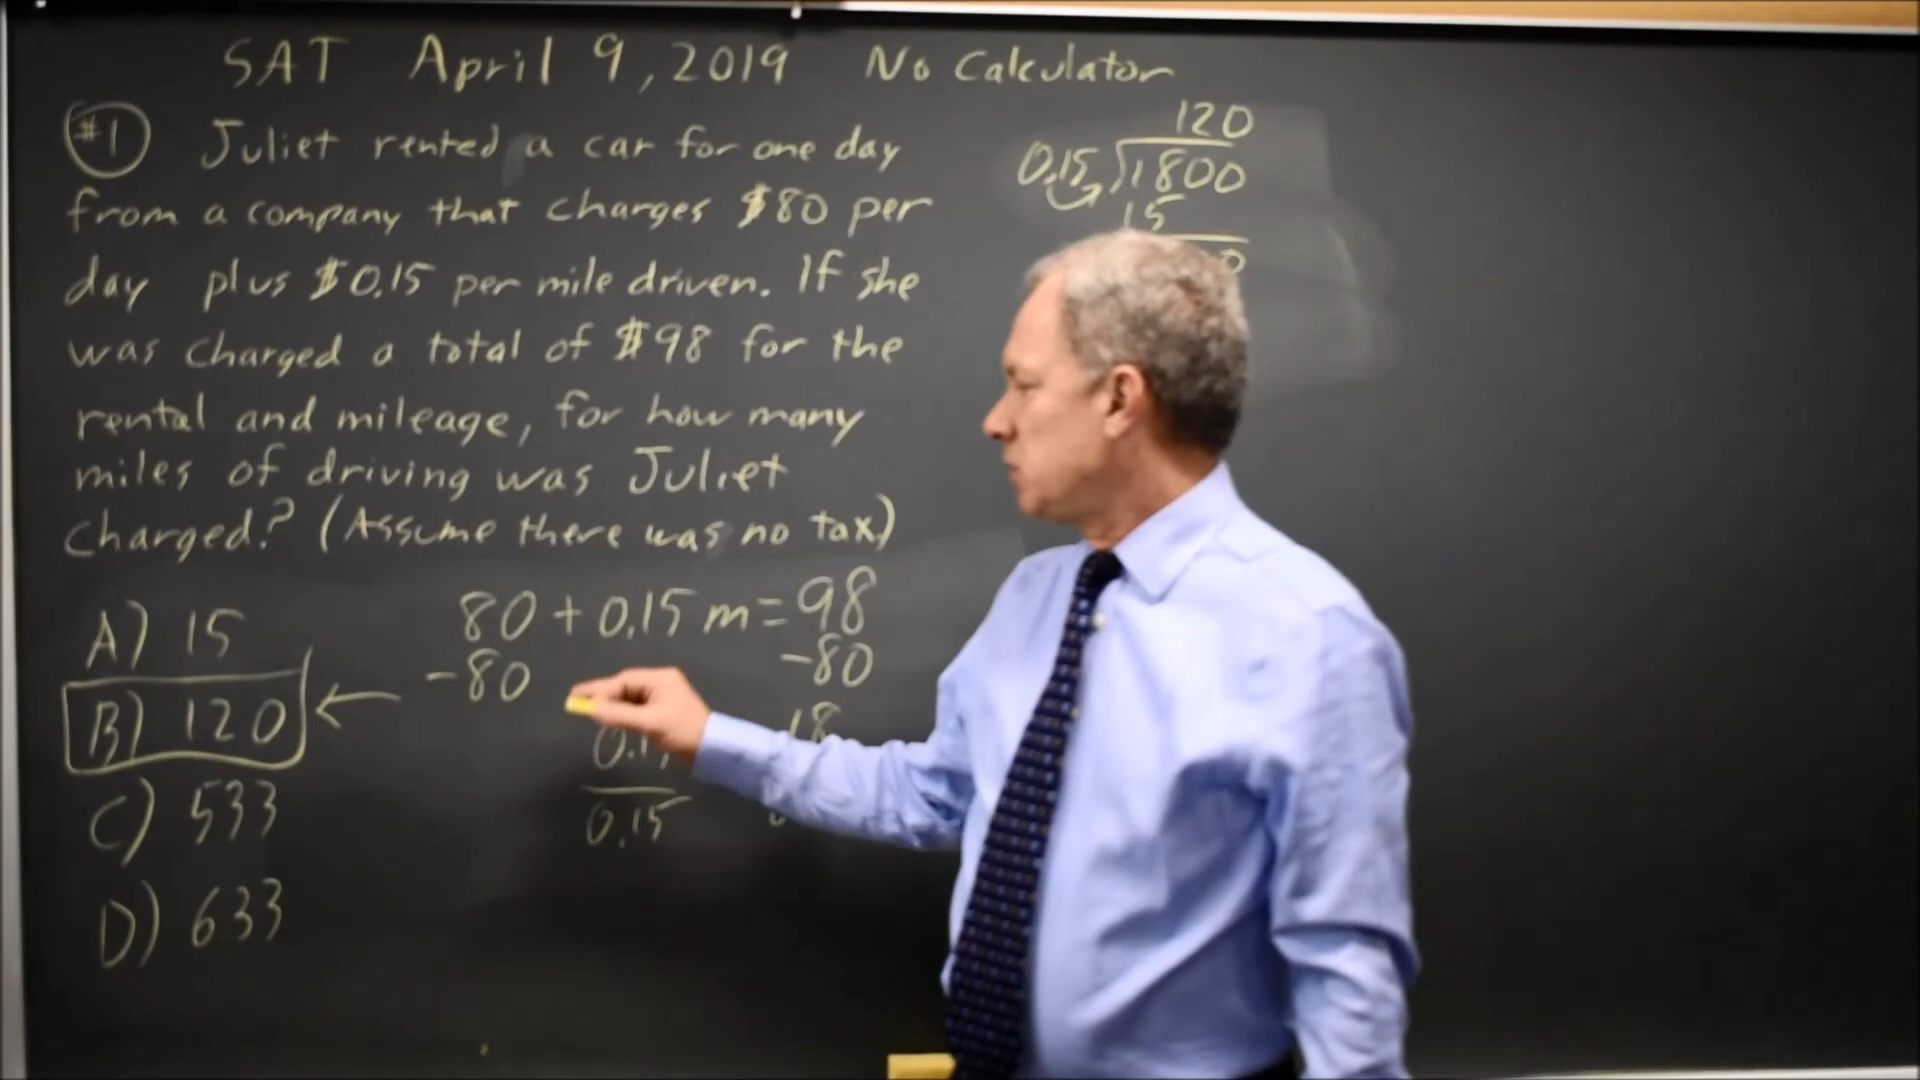 SAT April 9, 2019 No Calculator
#1 Juliet rented a car for one day
from a company that charges $80 per
day plus $0.15 per mile driven. If she
was charged a total of $98 for the
rental and mileage, for how many
miles of driving was Juliet
charged? (Assume there was no tax)
A) 15
B) 120
C) 533
D) 633
80 + 0.15 m = 98
-80 -80
18
0.15
120
0.15 1800
15